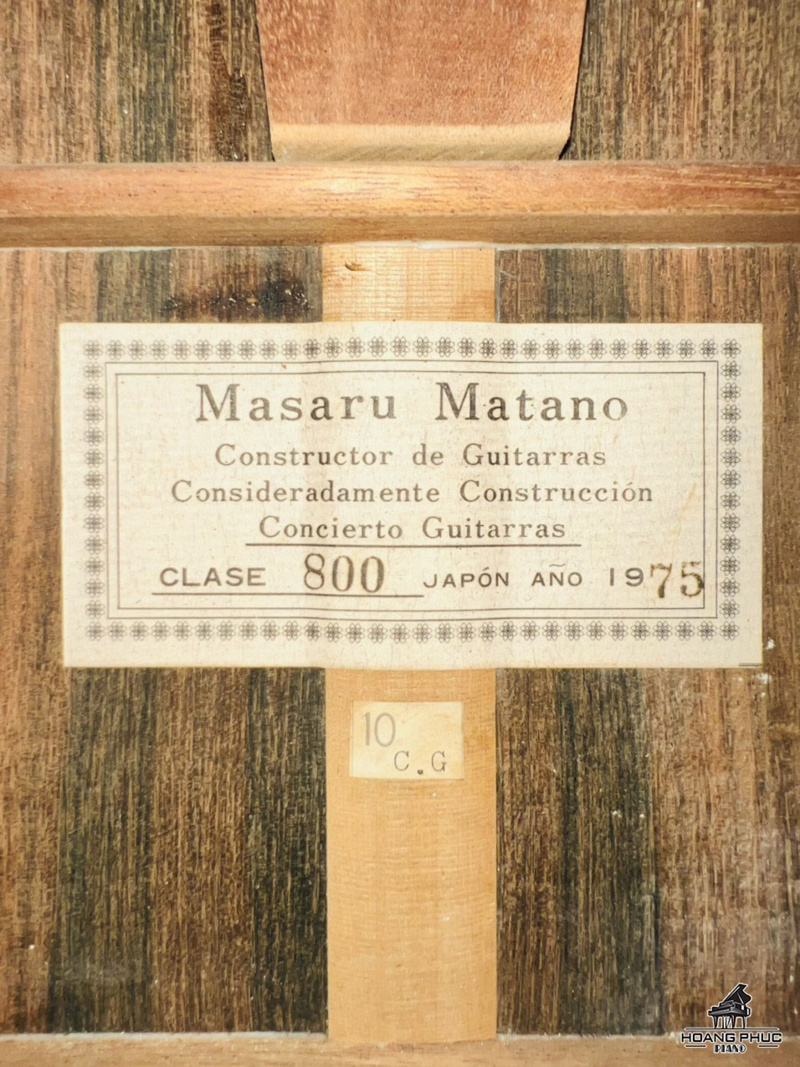 Masaru Matano
Constructor de Guitarras
Consideradamente Construcción
Concierto Guitarras
CLASE 800 JAPÓN AÑO 1975
10
C.G
HOANG PHUC
PIANO